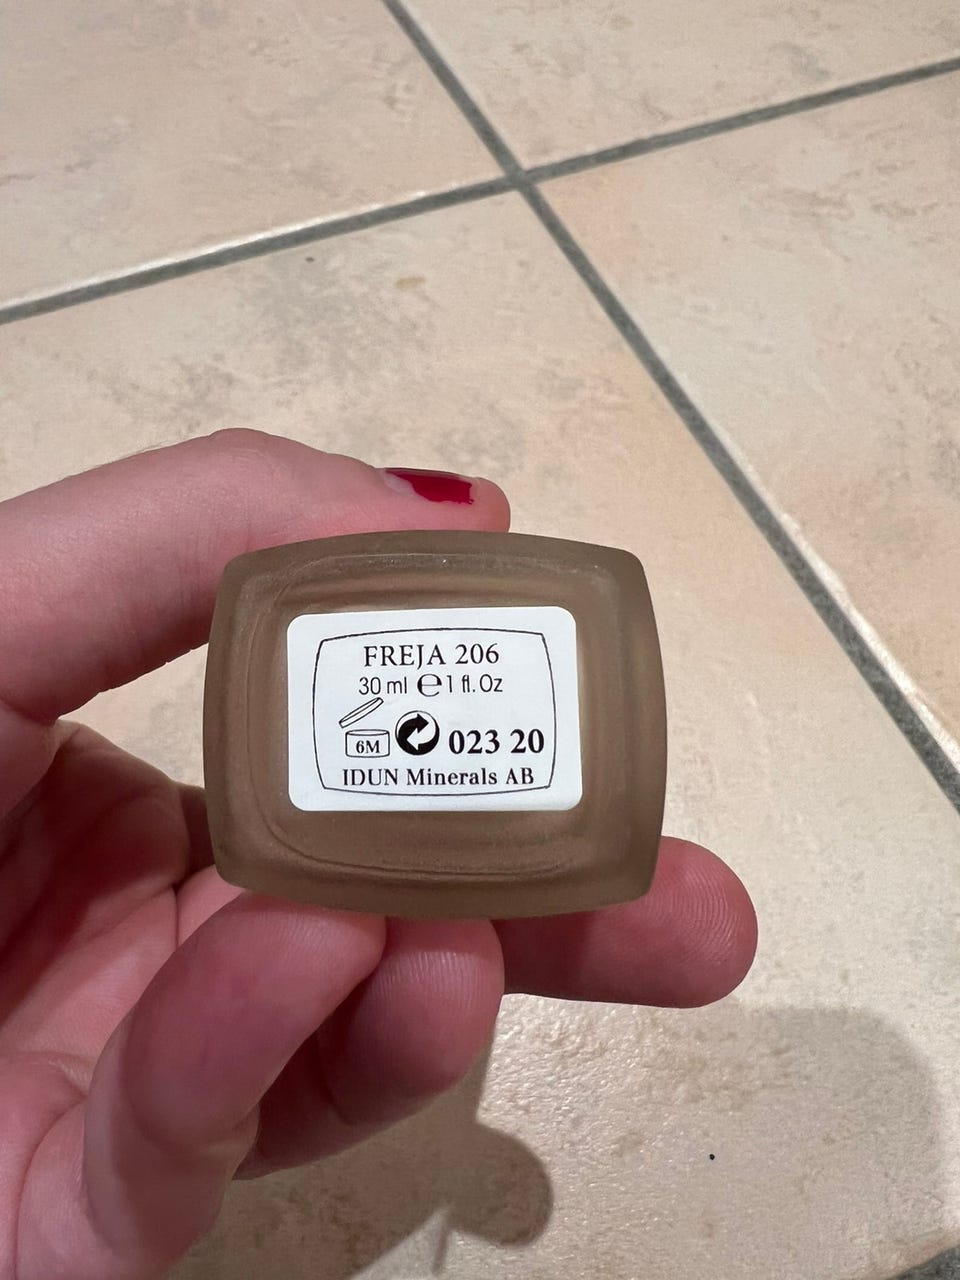 FREJA 206
30 ml ℮ 1 fl. Oz
6M 023 20
IDUN Minerals AB